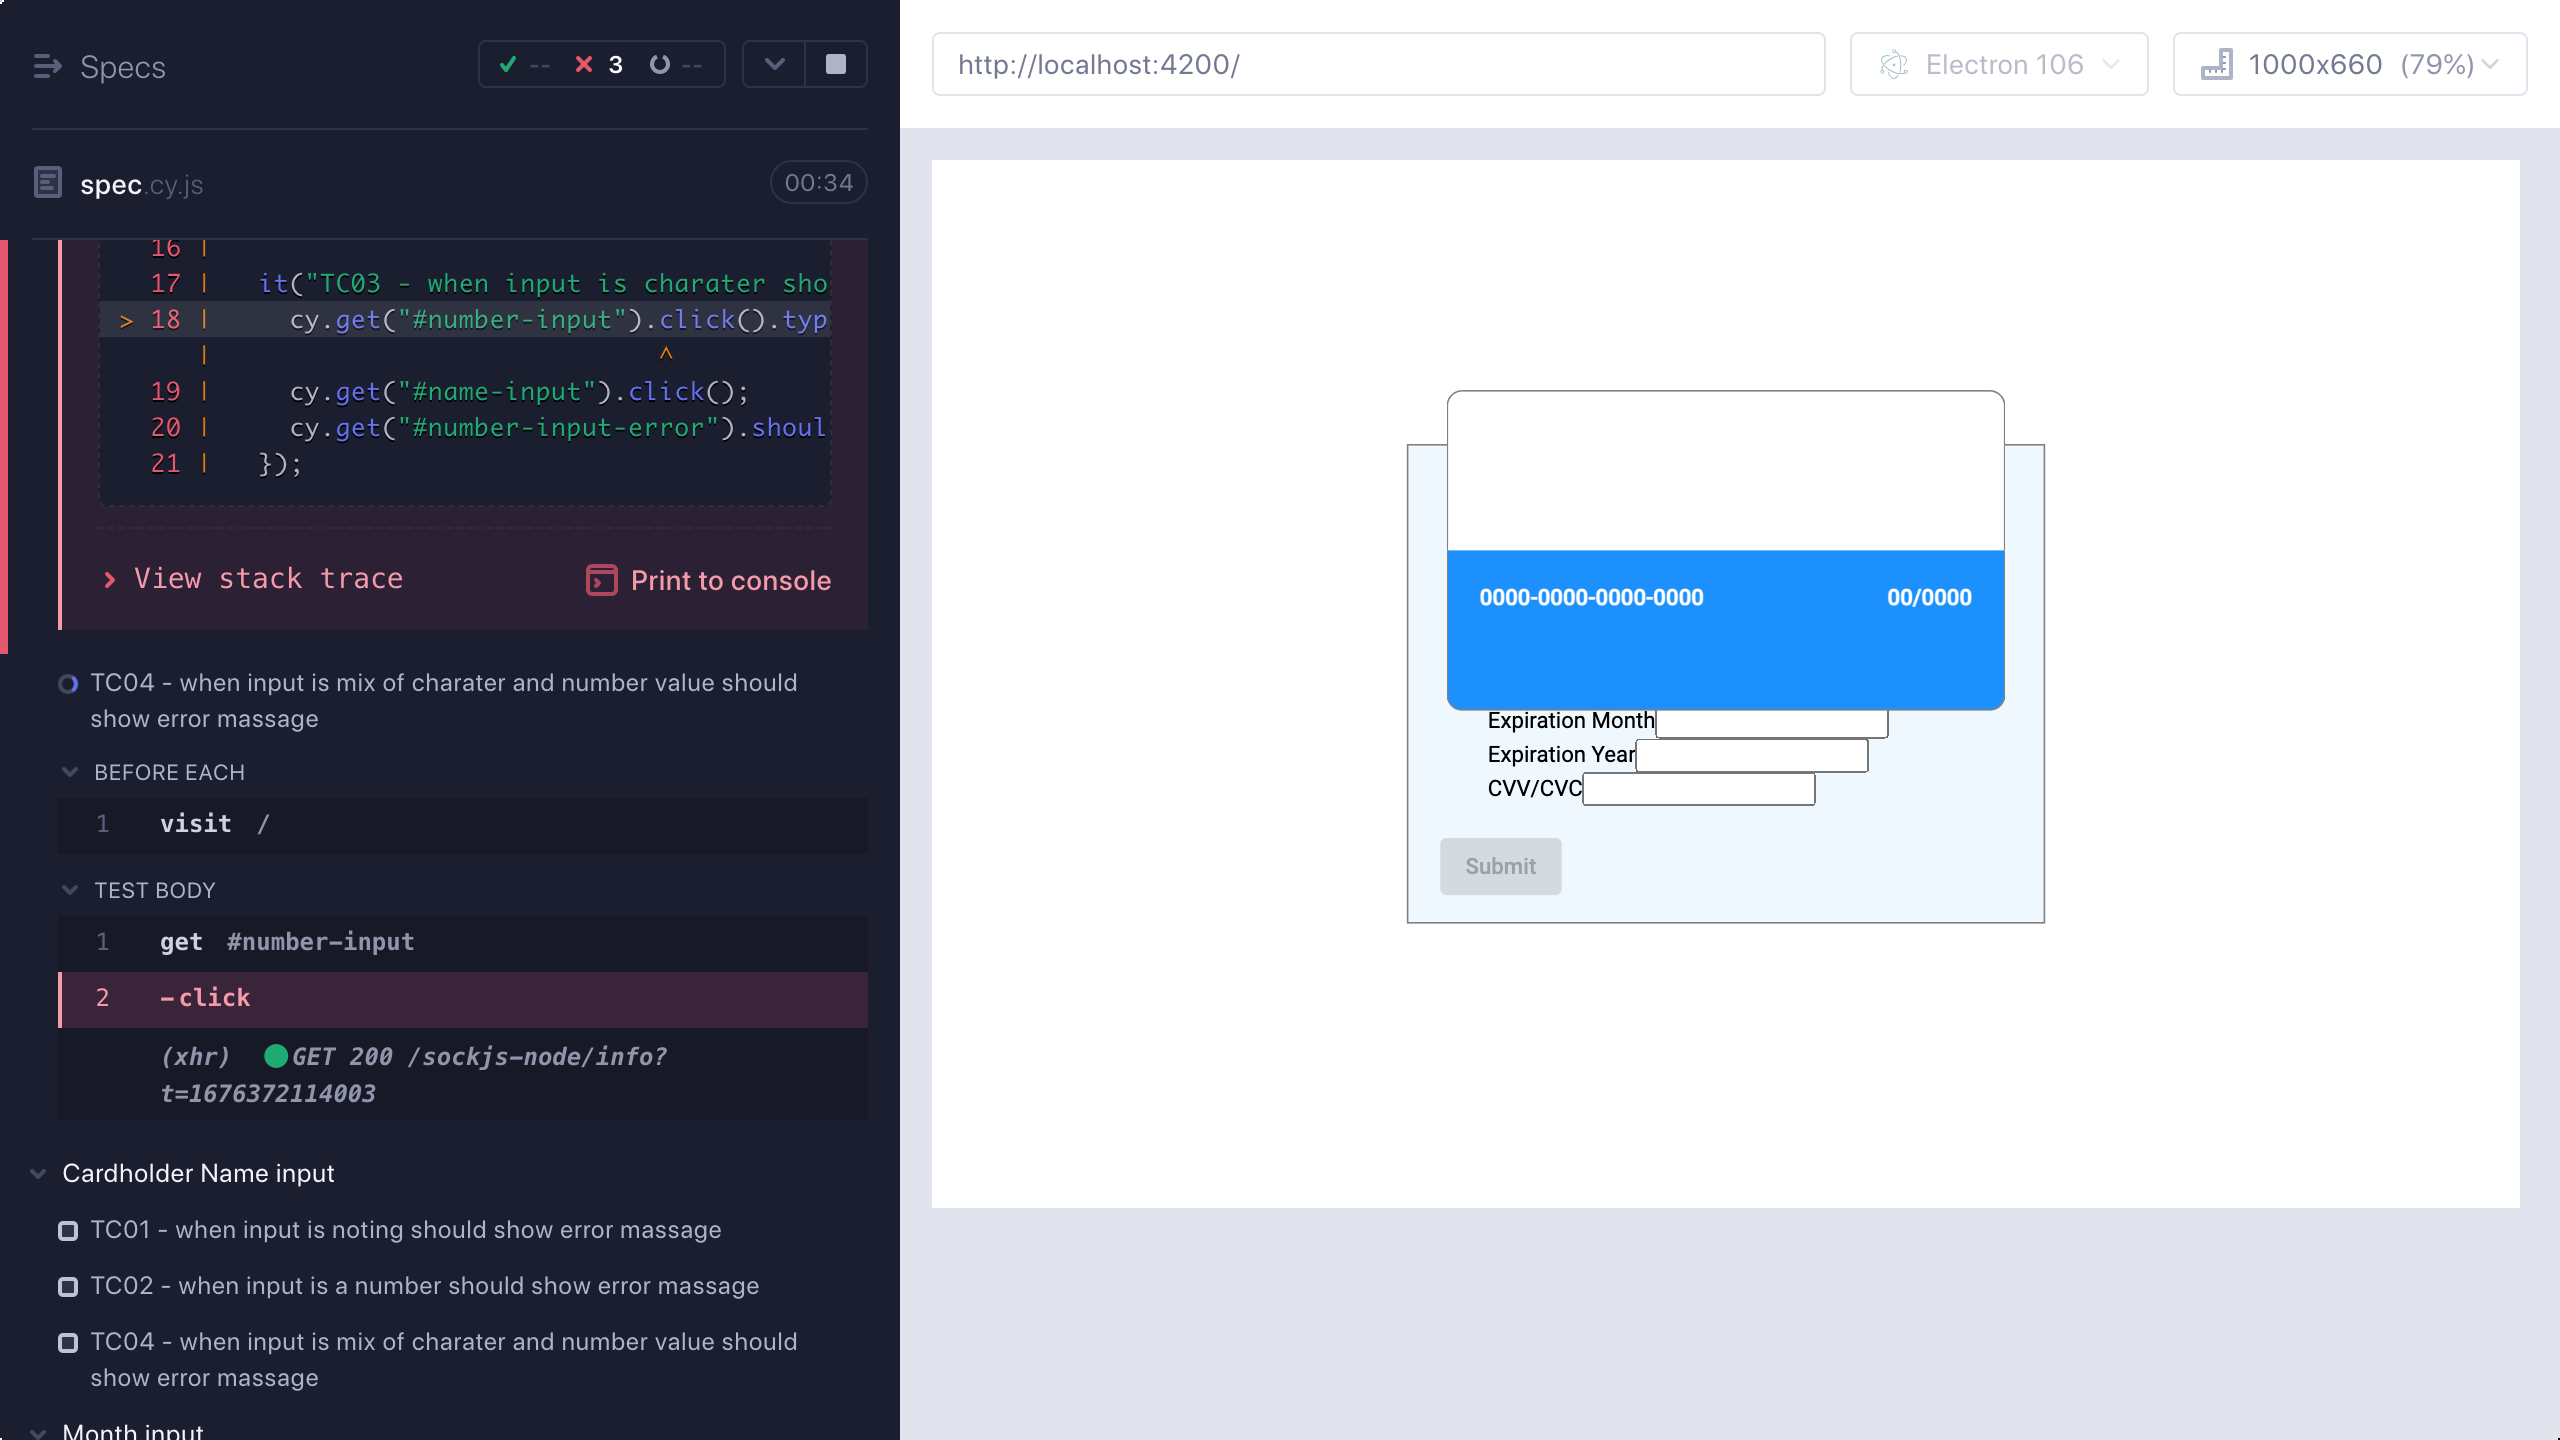 Specs
-- 3 --
spec.cy.js
00:34
16 |
17 | it("TC03 - when input is charater sho
> 18 | cy.get("#number-input").click().typ
| ^
19 | cy.get("#name-input").click();
20 | cy.get("#number-input-error").shoul
21 | });
View stack trace
Print to console
TC04 - when input is mix of charater and number value should
show error massage
BEFORE EACH
1 visit /
TEST BODY
1 get #number-input
2 -click
(xhr) GET 200 /sockjs-node/info?
t=1676372114003
Cardholder Name input
TC01 - when input is noting should show error massage
TC02 - when input is a number should show error massage
TC04 - when input is mix of charater and number value should
show error massage
Month input
http://localhost:4200/
Electron 106
1000x660 (79%)
0000-0000-0000-0000 00/0000
Expiration Month
Expiration Year
CVV/CVC
Submit